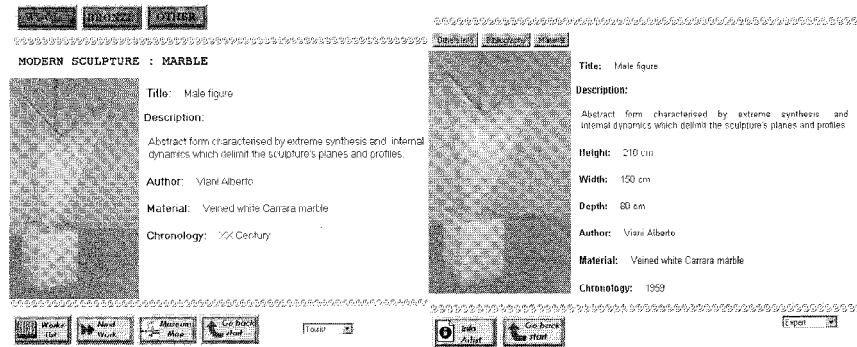 BRONZE OTHER
MODERN SCULPTURE : MARBLE
Title: Male figure
Description:
Abstract form characterised by extreme synthesis and internal
dynamics which delimit the sculpture's planes and profiles.
Author: Viani Alberto
Material: Veined white Carrara marble
Chronology: XX Century
Works List
Next Work
Museum Map
Go back start
Tourist
Bibliography Material
Title: Male figure
Description:
Abstract form characterised by extreme synthesis and
internal dynamics which delimit the sculpture's planes and profiles
Height: 210 cm
Width: 150 cm
Depth: 80 cm
Author: Viani Alberto
Material: Veined white Carrara marble
Chronology: 1959
Info Artist
Go back start
Expert